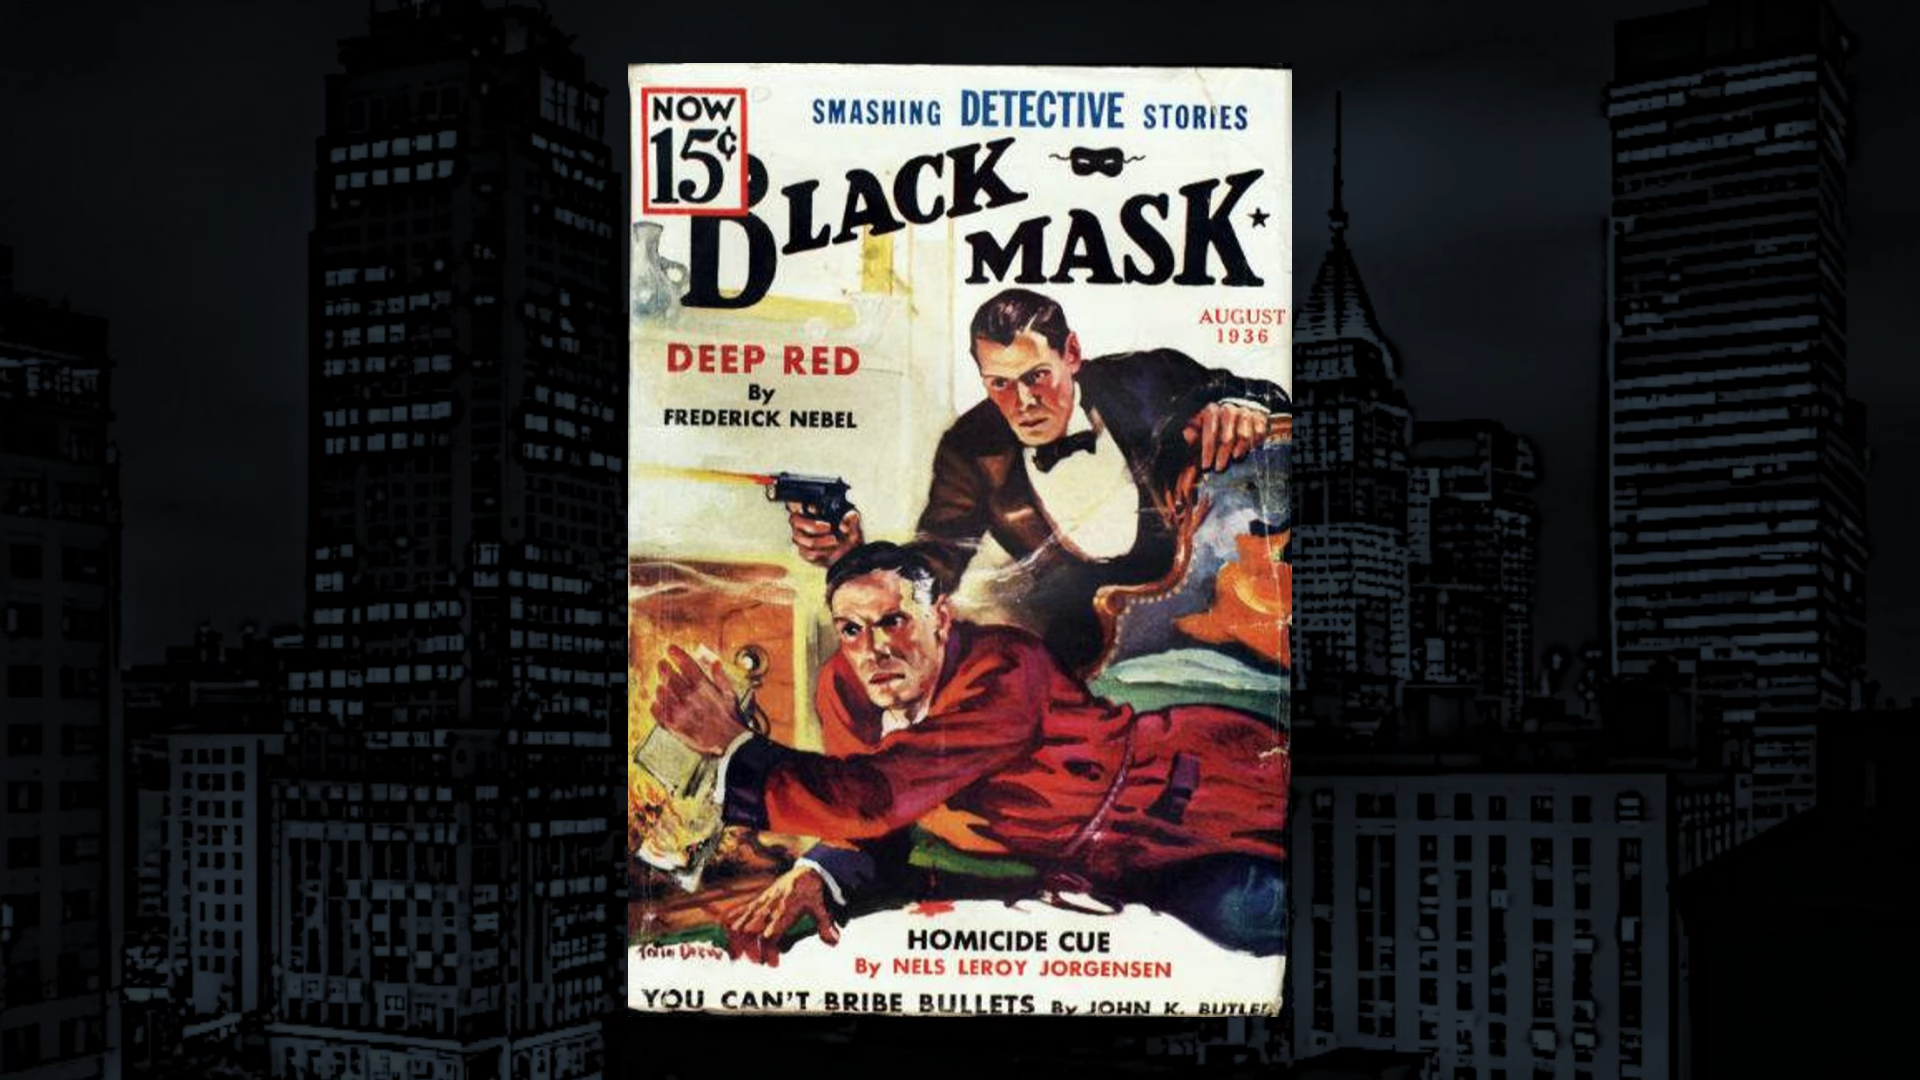 NOW
15¢
SMASHING DETECTIVE STORIES
BLACK
MASK
AUGUST
1936
DEEP RED
By
FREDERICK NEBEL
HOMICIDE CUE
By NELS LEROY JORGENSEN
YOU CAN'T BRIBE BULLETS By JOHN K. BUTLER